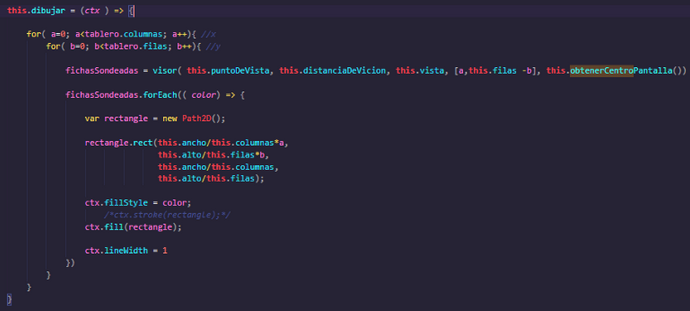 this.dibujar = (ctx ) => {
for( a=0; a<tablero.columnas; a++){ //x
for( b=0; b<tablero.filas; b++){ //y
fichasSondeadas = visor( this.puntoDeVista, this.distanciaDeVicion, this.vista, [a,this.filas -b], this.obtenerCentroPantalla())
fichasSondeadas.forEach(( color) => {
var rectangle = new Path2D();
rectangle.rect(this.ancho/this.columnas*a,
this.alto/this.filas*b,
this.ancho/this.columnas,
this.alto/this.filas);
ctx.fillStyle = color;
/*ctx.stroke(rectangle);*/
ctx.fill(rectangle);
ctx.lineWidth = 1
})
}
}
}